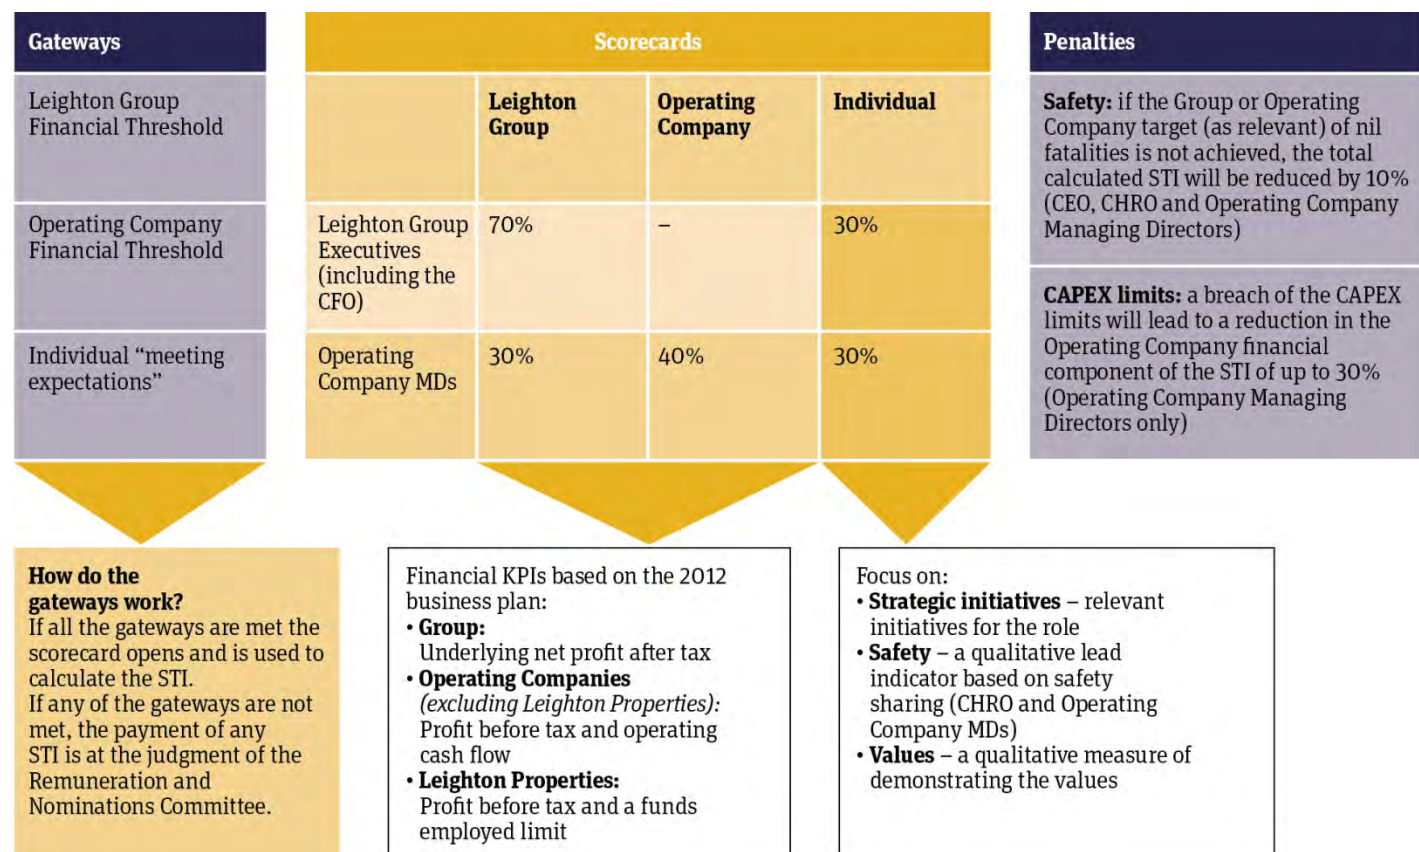 Gateways
Leighton Group
Financial Threshold
Operating Company
Financial Threshold
Individual “meeting
expectations”
How do the
gateways work?
If all the gateways are met the
scorecard opens and is used to
calculate the STI.
If any of the gateways are not
met, the payment of any
STI is at the judgment of the
Remuneration and
Nominations Committee.
Scorecards
Leighton
Group
Operating
Company
Individual
Leighton Group
Executives
(including the
CFO)
70%
–
30%
Operating
Company MDs
30%
40%
30%
Financial KPIs based on the 2012
business plan:
• Group:
Underlying net profit after tax
• Operating Companies
(excluding Leighton Properties):
Profit before tax and operating
cash flow
• Leighton Properties:
Profit before tax and a funds
employed limit
Focus on:
• Strategic initiatives – relevant
initiatives for the role
• Safety – a qualitative lead
indicator based on safety
sharing (CHRO and Operating
Company MDs)
• Values – a qualitative measure of
demonstrating the values
Penalties
Safety: if the Group or Operating
Company target (as relevant) of nil
fatalities is not achieved, the total
calculated STI will be reduced by 10%
(CEO, CHRO and Operating Company
Managing Directors)
CAPEX limits: a breach of the CAPEX
limits will lead to a reduction in the
Operating Company financial
component of the STI of up to 30%
(Operating Company Managing
Directors only)